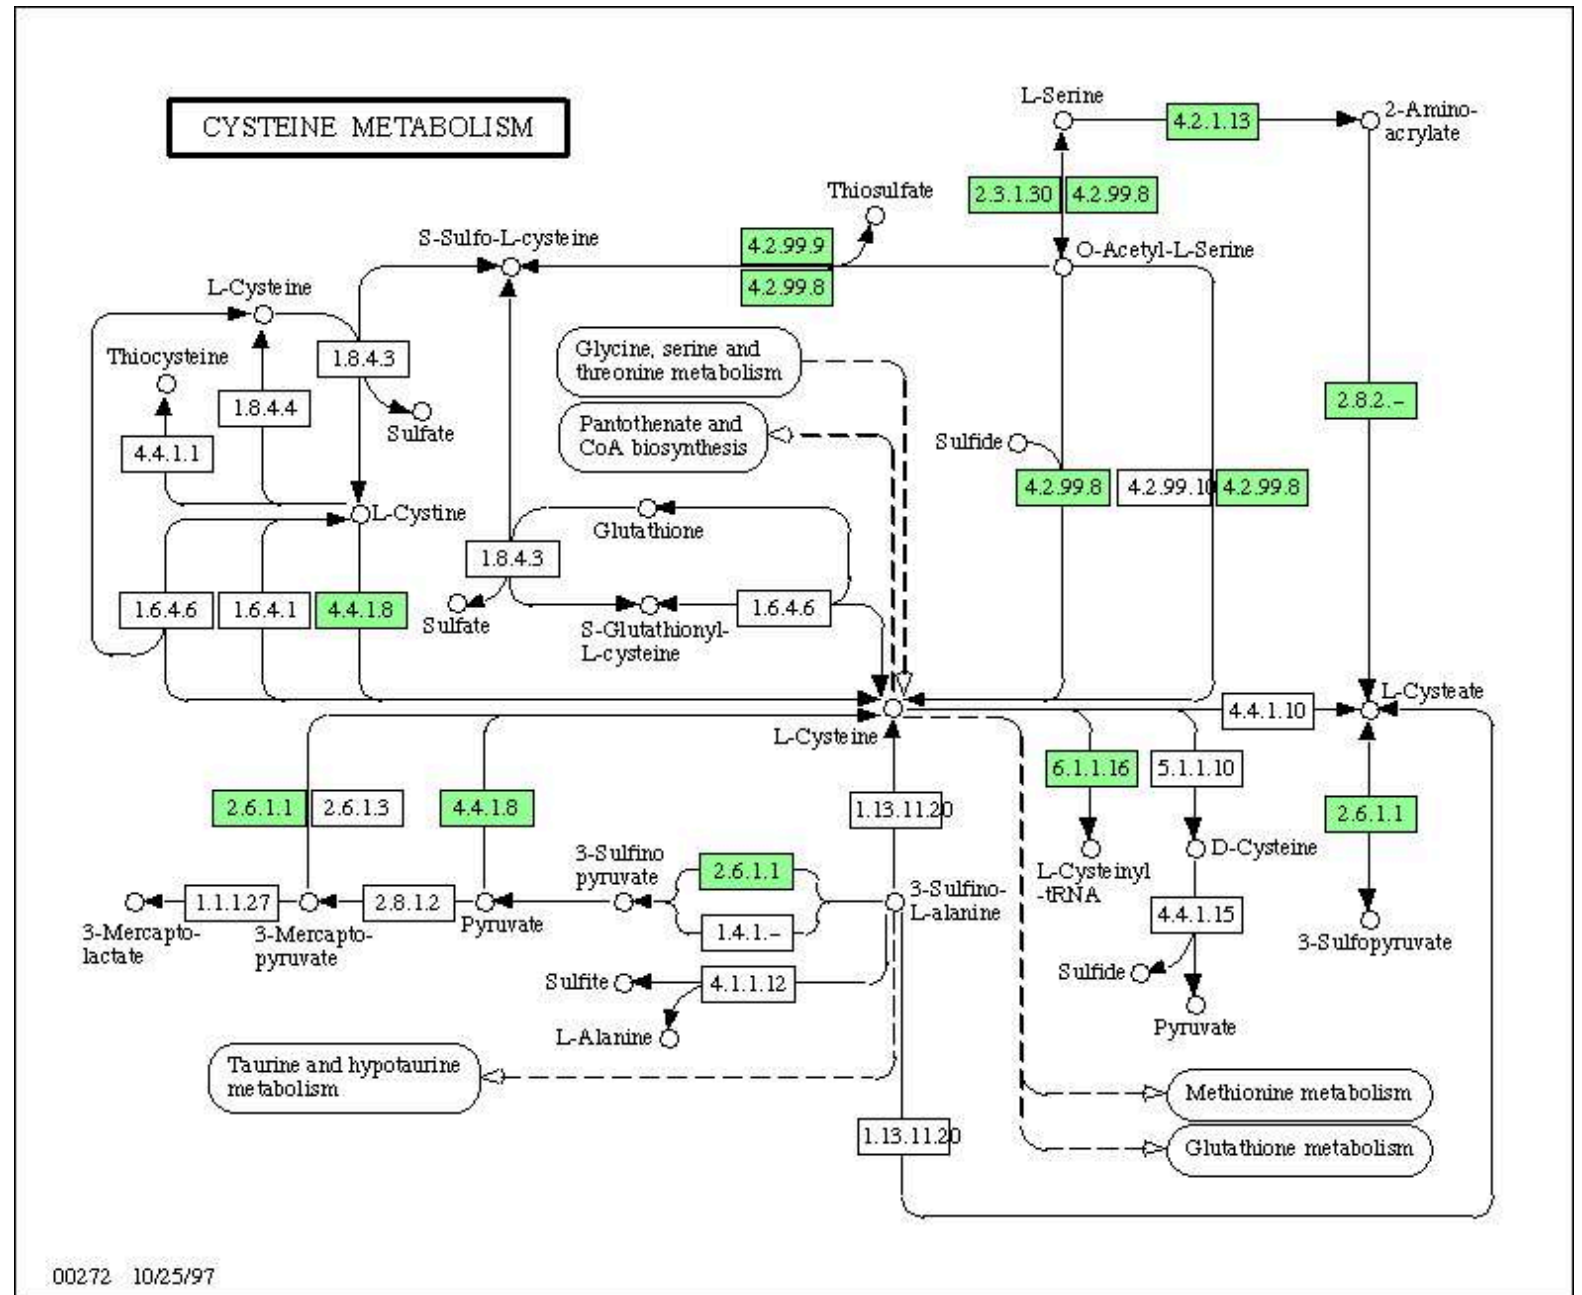 CYSTEINE METABOLISM
L-Serine
4.2.1.13
2-Amino-
acrylate
2.3.1.30
4.2.99.8
Thiosulfate
S-Sulfo-L-cysteine
4.2.99.9
4.2.99.8
O-Acetyl-L-Serine
L-Cysteine
Thiocysteine
1.8.4.3
1.8.4.4
Sulfate
4.4.1.1
Glycine, serine and
threonine metabolism
Pantothenate and
CoA biosynthesis
2.8.2.–
Sulfide
4.2.99.8
4.2.99.10
4.2.99.8
L-Cystine
Glutathione
1.8.4.3
1.6.4.6
1.6.4.1
4.4.1.8
Sulfate
1.6.4.6
S-Glutathionyl-
L-cysteine
L-Cysteine
4.4.1.10
L-Cysteate
2.6.1.1
2.6.1.3
4.4.1.8
1.13.11.20
6.1.1.16
5.1.1.10
2.6.1.1
3-Sulfino
pyruvate
2.6.1.1
3-Sulfino-
L-alanine
L-Cysteinyl
-tRNA
D-Cysteine
1.1.1.27
2.8.1.2
1.4.1.–
4.4.1.15
3-Mercapto-
lactate
3-Mercapto-
pyruvate
Pyruvate
3-Sulfopyruvate
Sulfite
4.1.1.12
Sulfide
L-Alanine
Pyruvate
Taurine and hypotaurine
metabolism
Methionine metabolism
1.13.11.20
Glutathione metabolism
00272 10/25/97